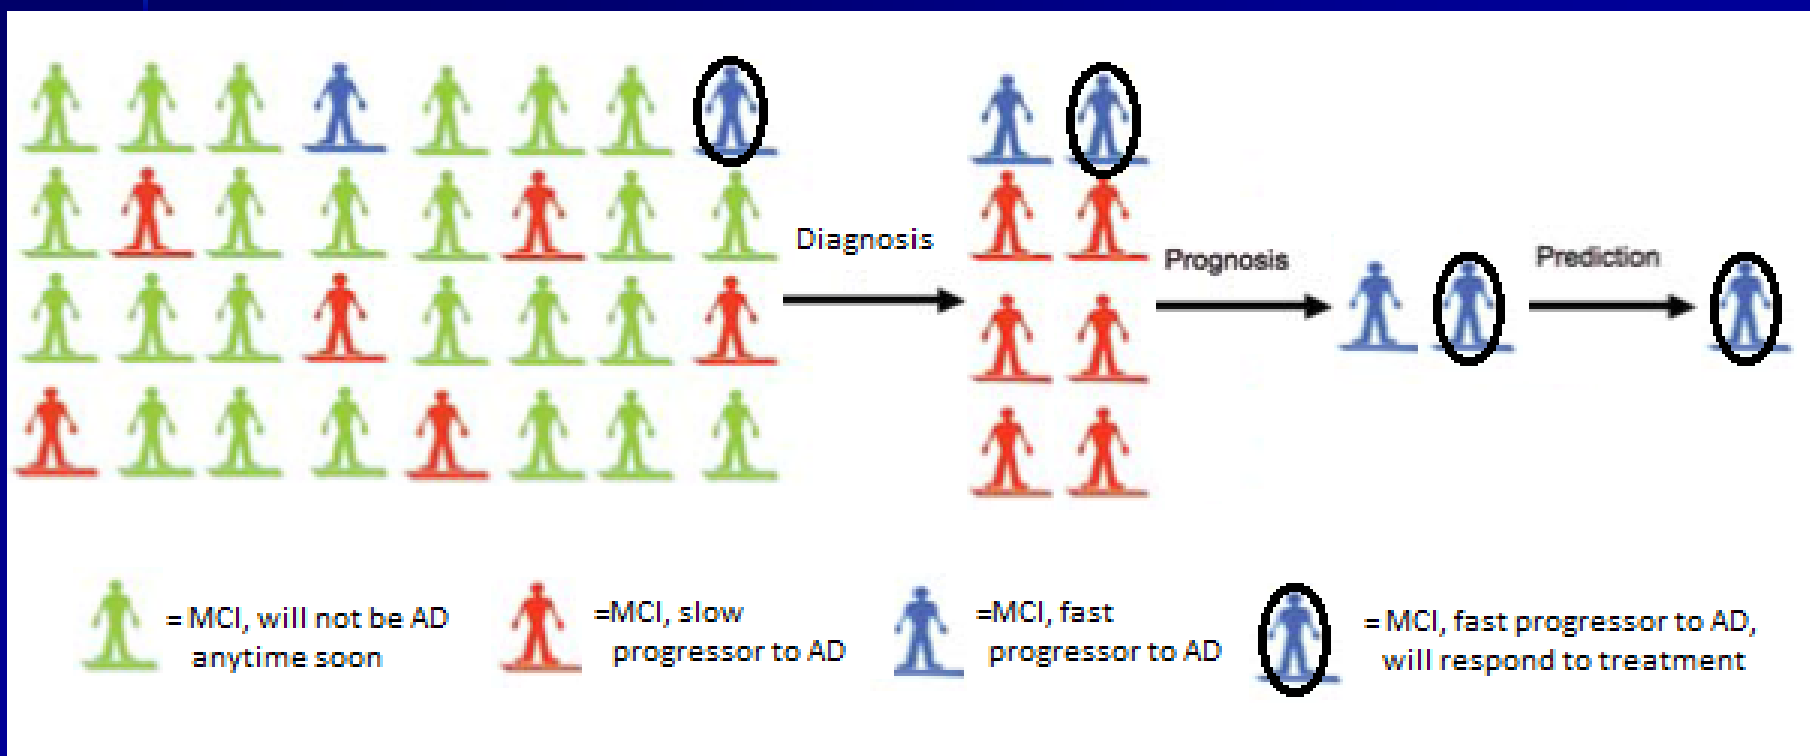 Diagnosis
Prognosis
Prediction
= MCI, will not be AD
anytime soon
=MCI, slow
progressor to AD
=MCI, fast
progressor to AD
= MCI, fast progressor to AD,
will respond to treatment